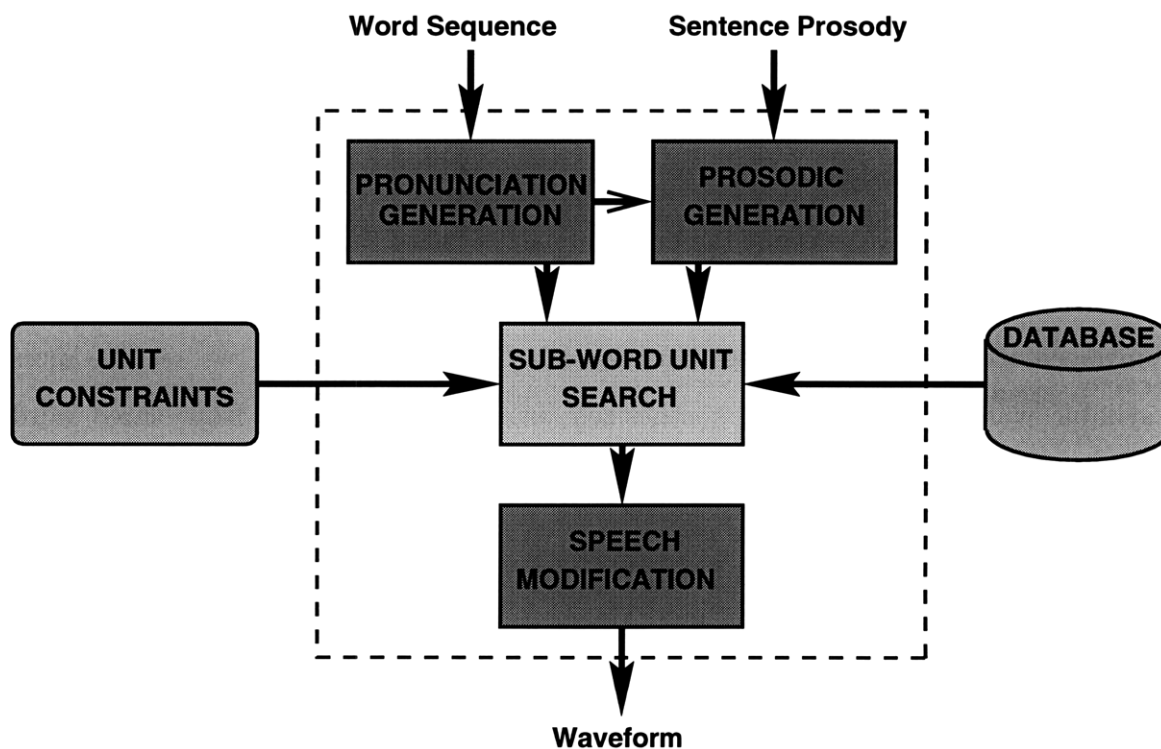 Word Sequence
Sentence Prosody
PRONUNCIATION
GENERATION
PROSODIC
GENERATION
UNIT
CONSTRAINTS
SUB-WORD UNIT
SEARCH
DATABASE
SPEECH
MODIFICATION
Waveform